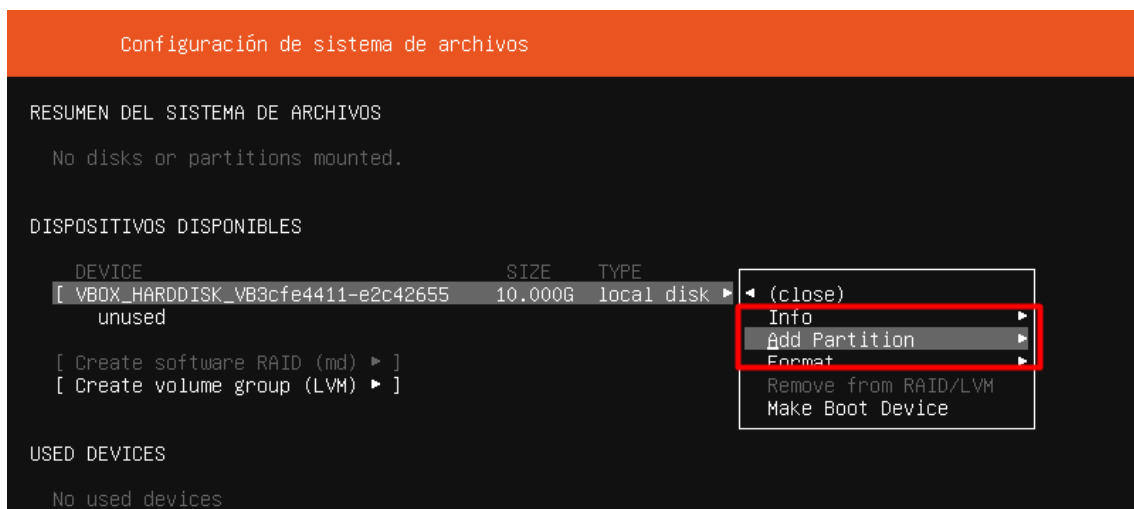 Configuración de sistema de archivos
RESUMEN DEL SISTEMA DE ARCHIVOS
No disks or partitions mounted.
DISPOSITIVOS DISPONIBLES
DEVICE SIZE TYPE
[ VBOX_HARDDISK_VB3cfe4411-e2c42655 10.000G local disk ▶
unused
[ Create software RAID (md) ▶ ]
[ Create volume group (LVM) ▶ ]
◀ (close)
Info ▶
Add Partition ▶
Format ▶
Remove from RAID/LVM
Make Boot Device
USED DEVICES
No used devices